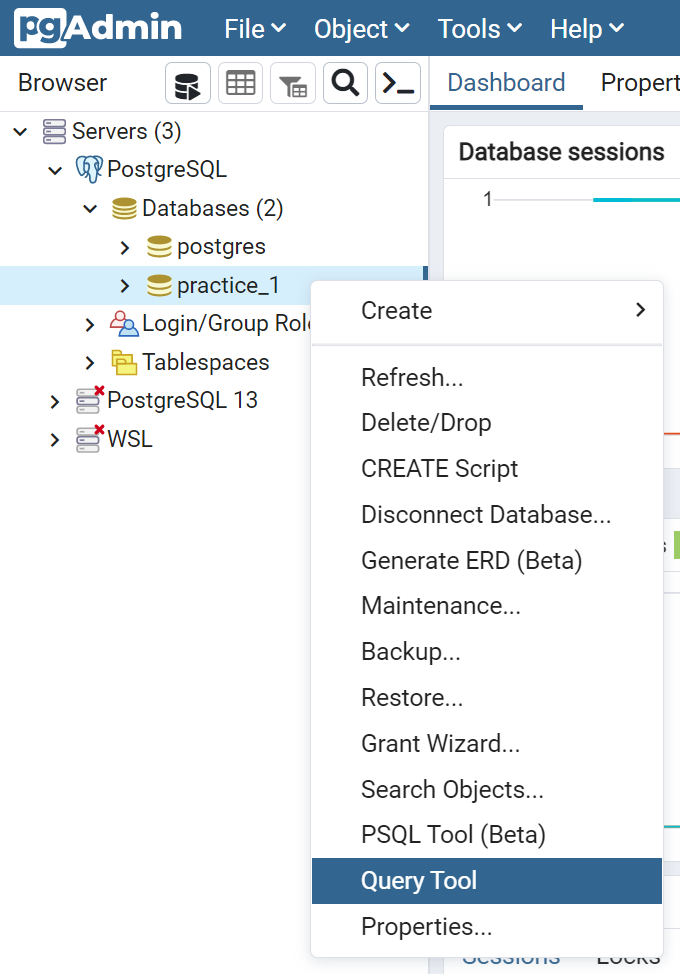 pgAdmin File Object Tools Help
Browser
Dashboard Propert
Servers (3)
PostgreSQL
Databases (2)
postgres
practice_1
Login/Group Rol
Tablespaces
PostgreSQL 13
WSL
Database sessions
1
Create
Refresh...
Delete/Drop
CREATE Script
Disconnect Database...
Generate ERD (Beta)
Maintenance...
Backup...
Restore...
Grant Wizard...
Search Objects...
PSQL Tool (Beta)
Query Tool
Properties...
s
Sessions Locks